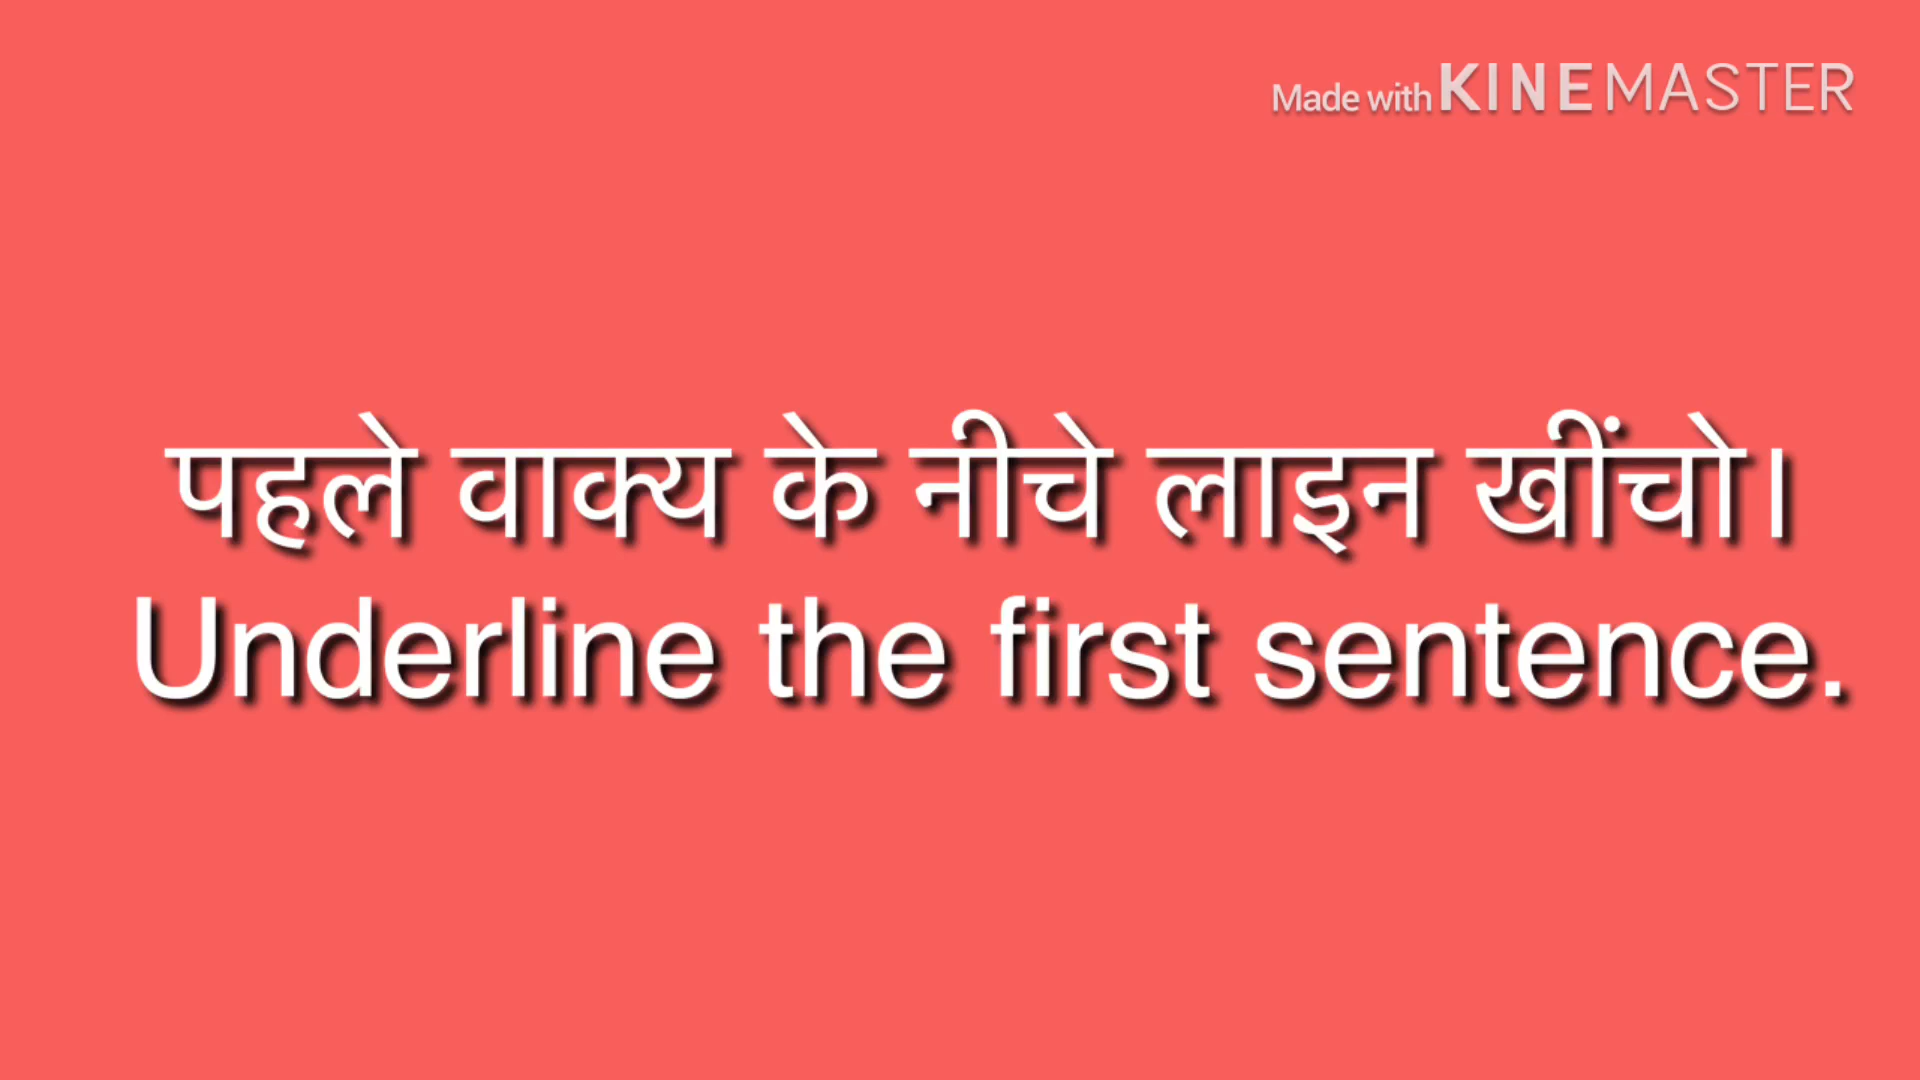 Made with KINEMASTER
पहले वाक्य के नीचे लाइन खींचो।
Underline the first sentence.